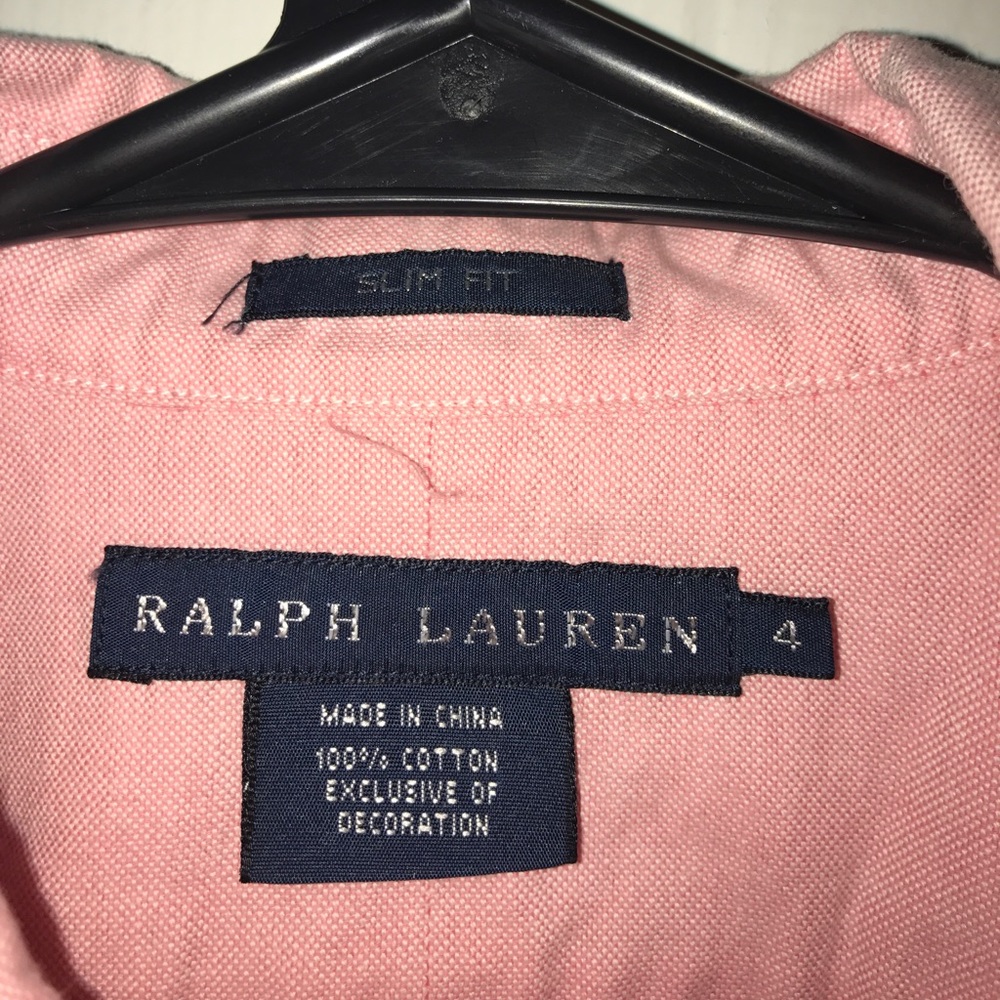 SLIM FIT
RALPH LAUREN 4
MADE IN CHINA
100% COTTON
EXCLUSIVE OF
DECORATION